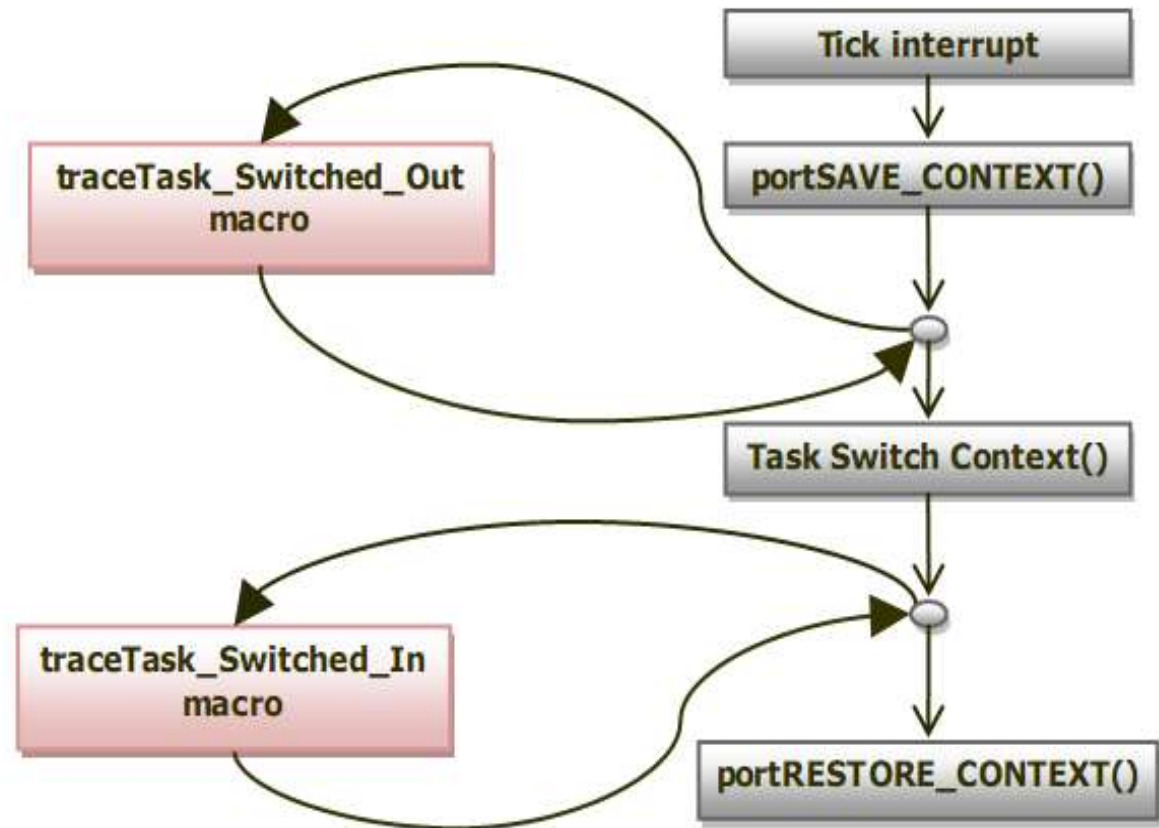 Tick interrupt
portSAVE_CONTEXT()
traceTask_Switched_Out
macro
Task Switch Context()
traceTask_Switched_In
macro
portRESTORE_CONTEXT()